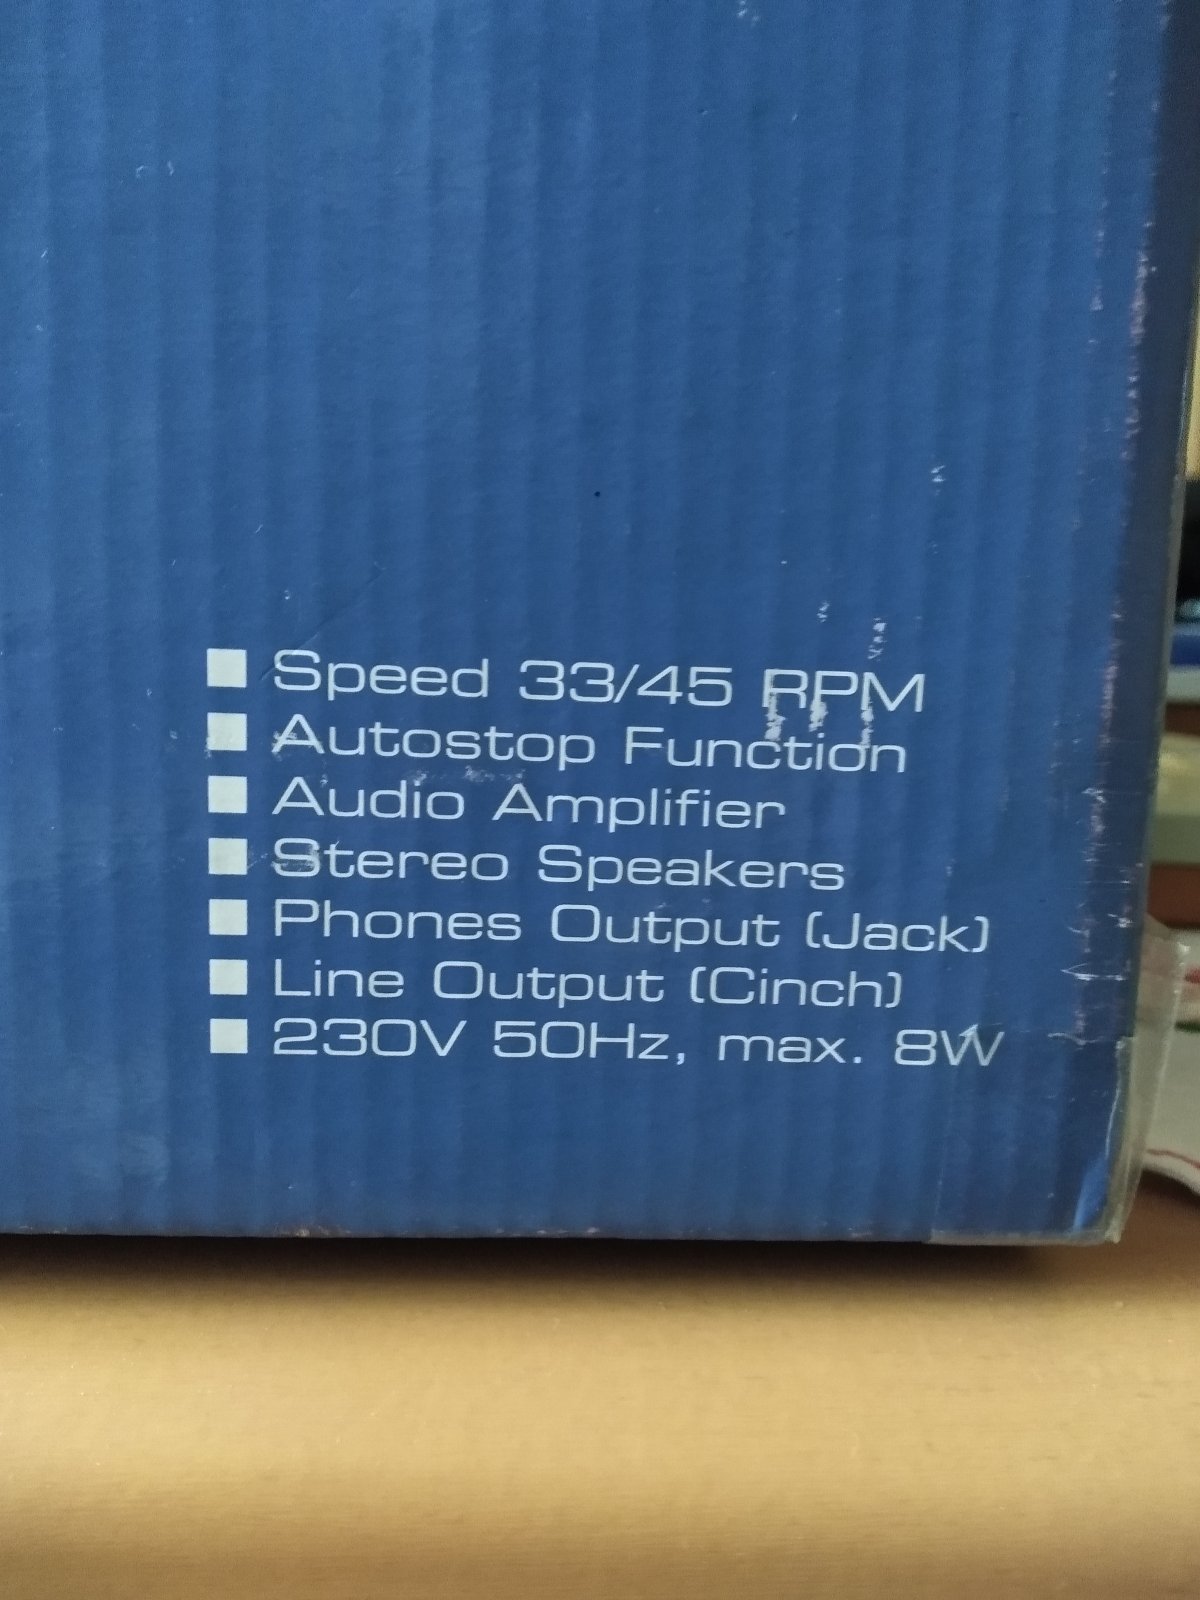 Speed 33/45 RPM
Autostop Function
Audio Amplifier
Stereo Speakers
Phones Output (Jack)
Line Output (Cinch)
230V 50Hz, max. 8W